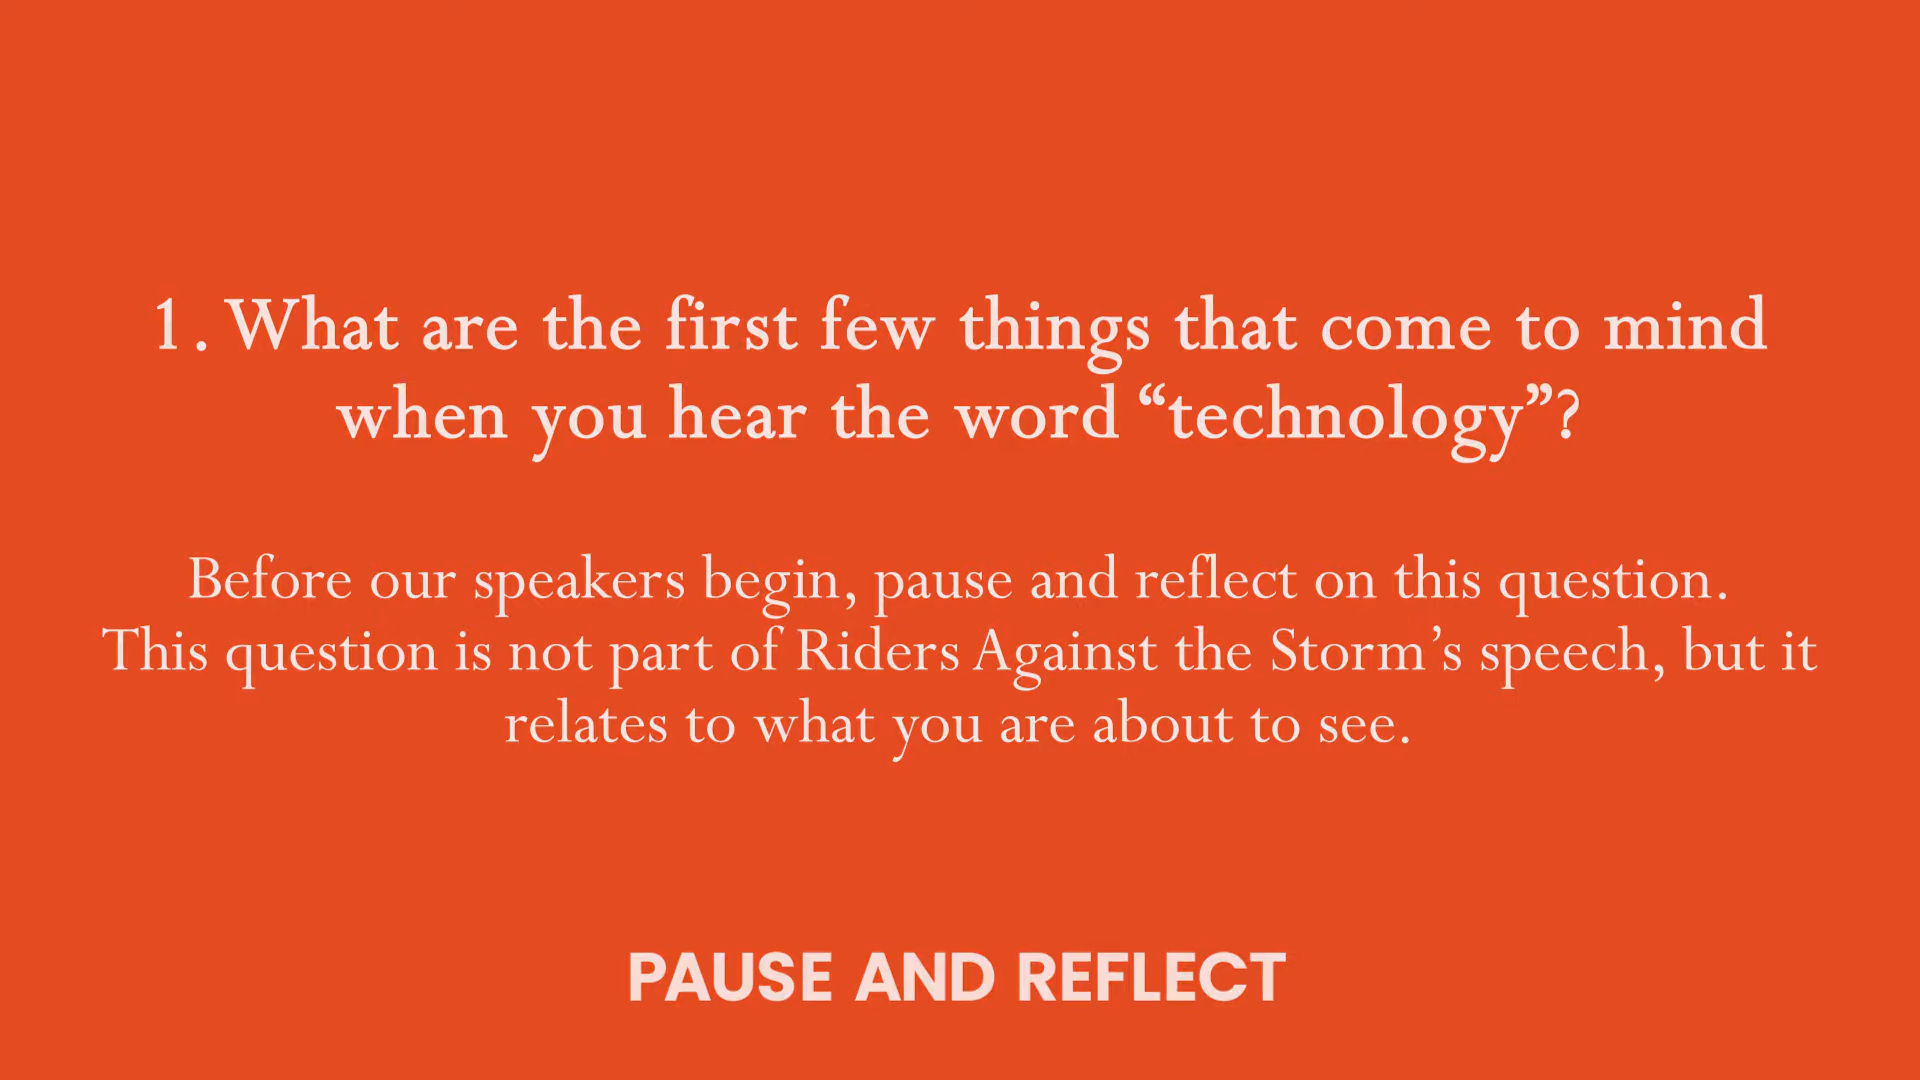 1. What are the first few things that come to mind
when you hear the word “technology”?
Before our speakers begin, pause and reflect on this question.
This question is not part of Riders Against the Storm’s speech, but it
relates to what you are about to see.
PAUSE AND REFLECT